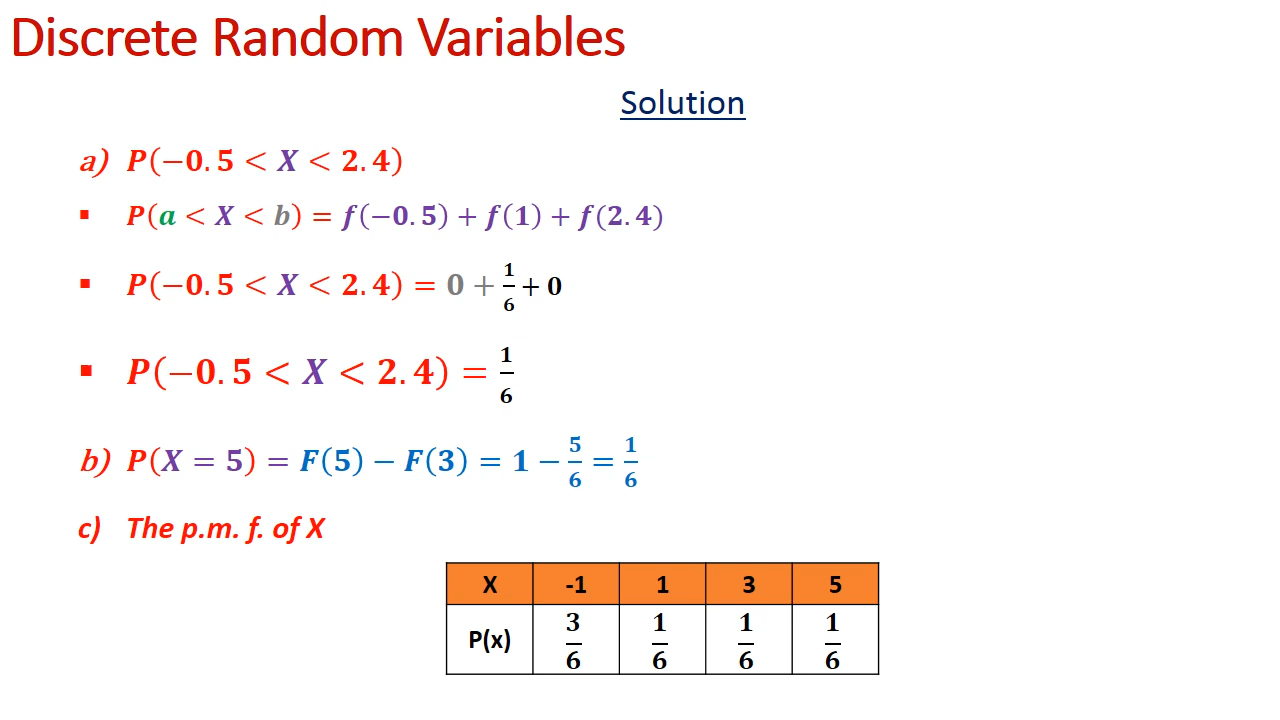 Discrete Random Variables
Solution
a) P(−0.5 < X < 2.4)
▪ P(a < X < b) = f(−0.5) + f(1) + f(2.4)
▪ P(−0.5 < X < 2.4) = 0 + 1/6 + 0
▪ P(−0.5 < X < 2.4) = 1/6
b) P(X = 5) = F(5) − F(3) = 1 − 5/6 = 1/6
c) The p.m. f. of X
X -1 1 3 5
P(x) 3/6 1/6 1/6 1/6